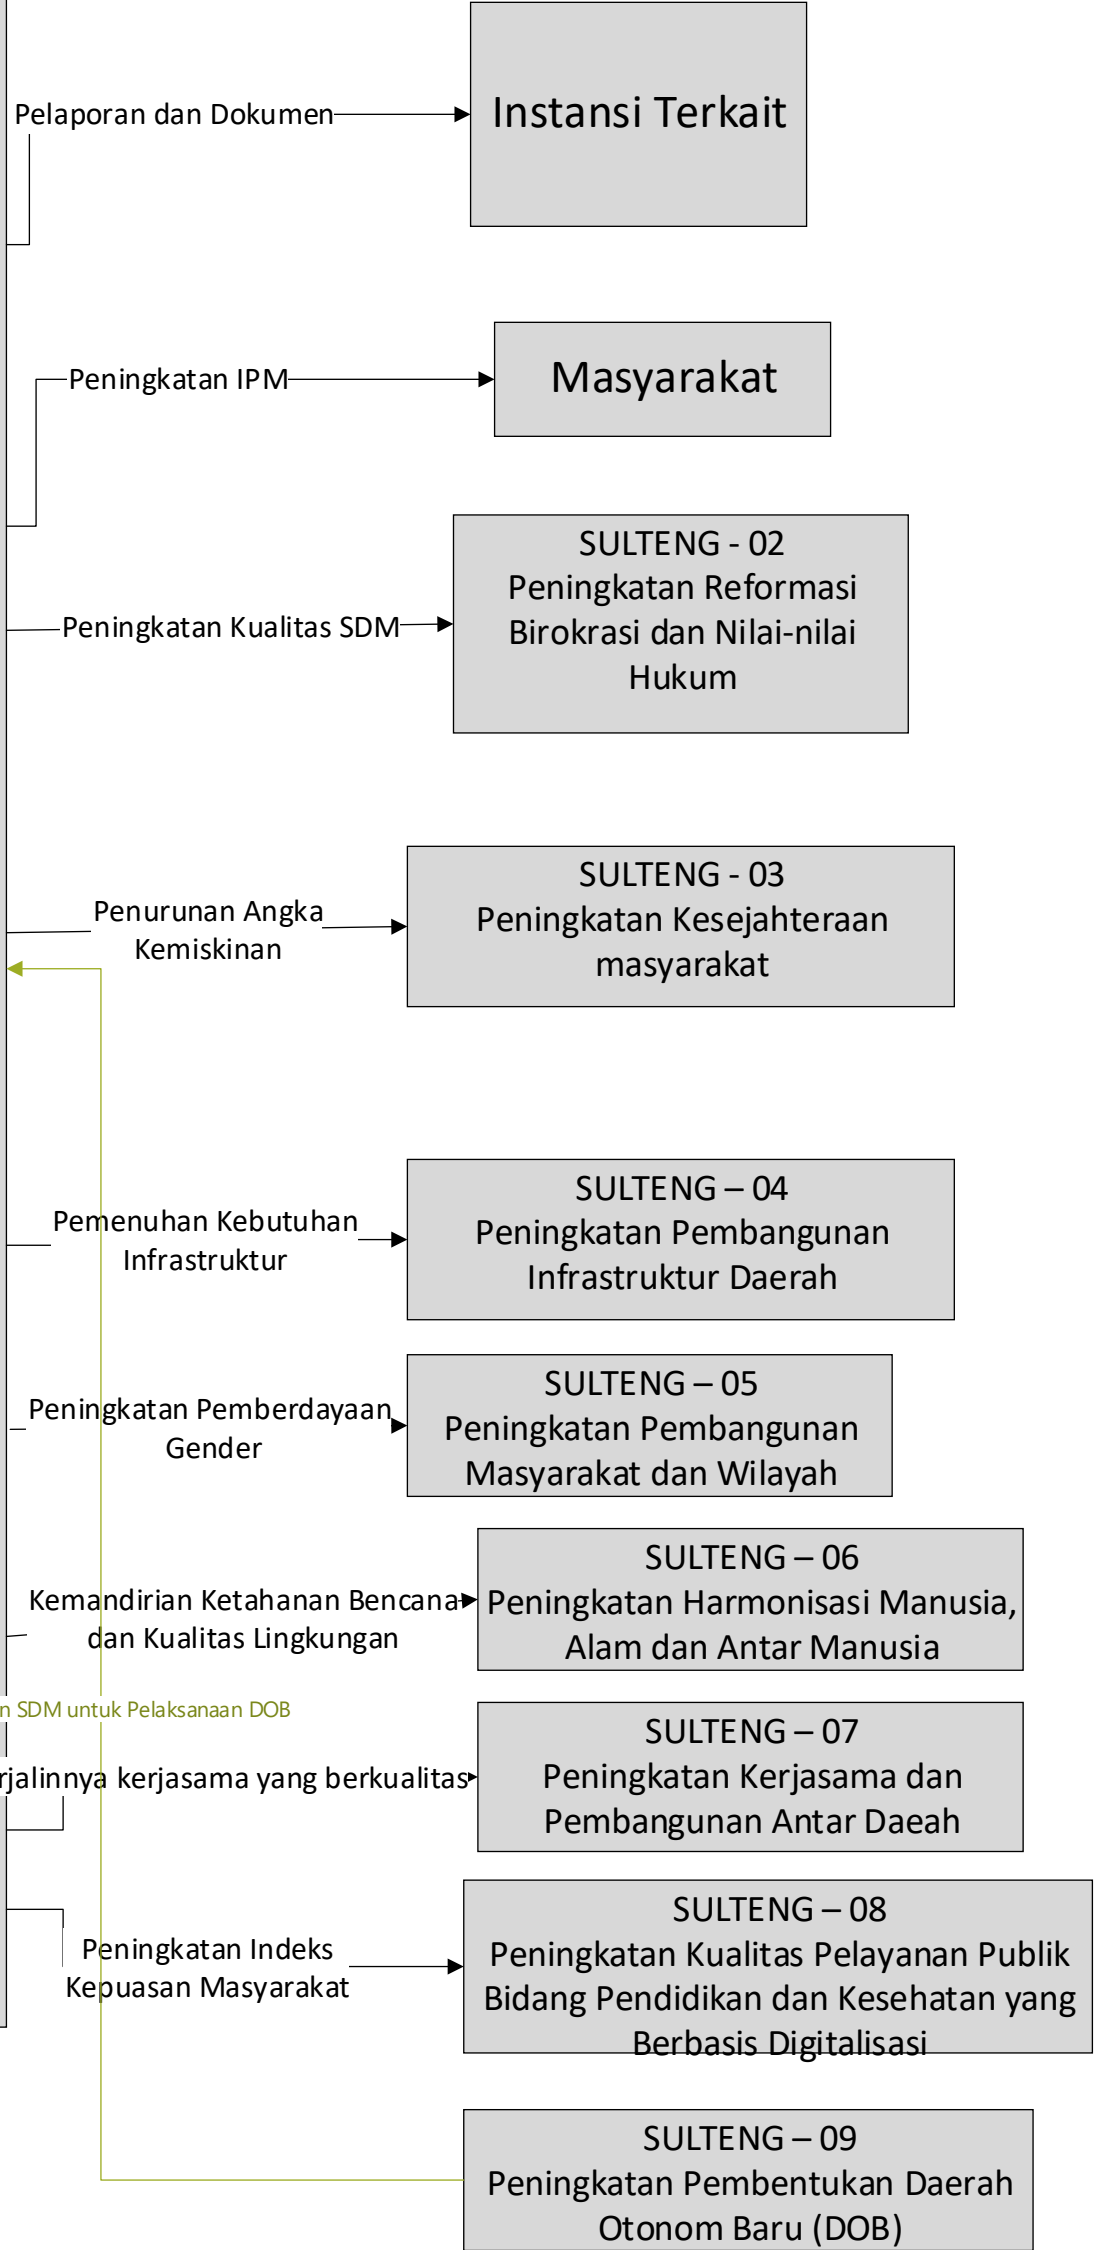 Pelaporan dan Dokumen
Instansi Terkait
Peningkatan IPM
Masyarakat
Peningkatan Kualitas SDM
SULTENG - 02
Peningkatan Reformasi
Birokrasi dan Nilai-nilai
Hukum
Penurunan Angka
Kemiskinan
SULTENG - 03
Peningkatan Kesejahteraan
masyarakat
Pemenuhan Kebutuhan
Infrastruktur
SULTENG – 04
Peningkatan Pembangunan
Infrastruktur Daerah
Peningkatan Pemberdayaan
Gender
SULTENG – 05
Peningkatan Pembangunan
Masyarakat dan Wilayah
Kemandirian Ketahanan Bencana
dan Kualitas Lingkungan
SULTENG – 06
Peningkatan Harmonisasi Manusia,
Alam dan Antar Manusia
n SDM untuk Pelaksanaan DOB
rjalinnya kerjasama yang berkualitas
SULTENG – 07
Peningkatan Kerjasama dan
Pembangunan Antar Daeah
Peningkatan Indeks
Kepuasan Masyarakat
SULTENG – 08
Peningkatan Kualitas Pelayanan Publik
Bidang Pendidikan dan Kesehatan yang
Berbasis Digitalisasi
SULTENG – 09
Peningkatan Pembentukan Daerah
Otonom Baru (DOB)